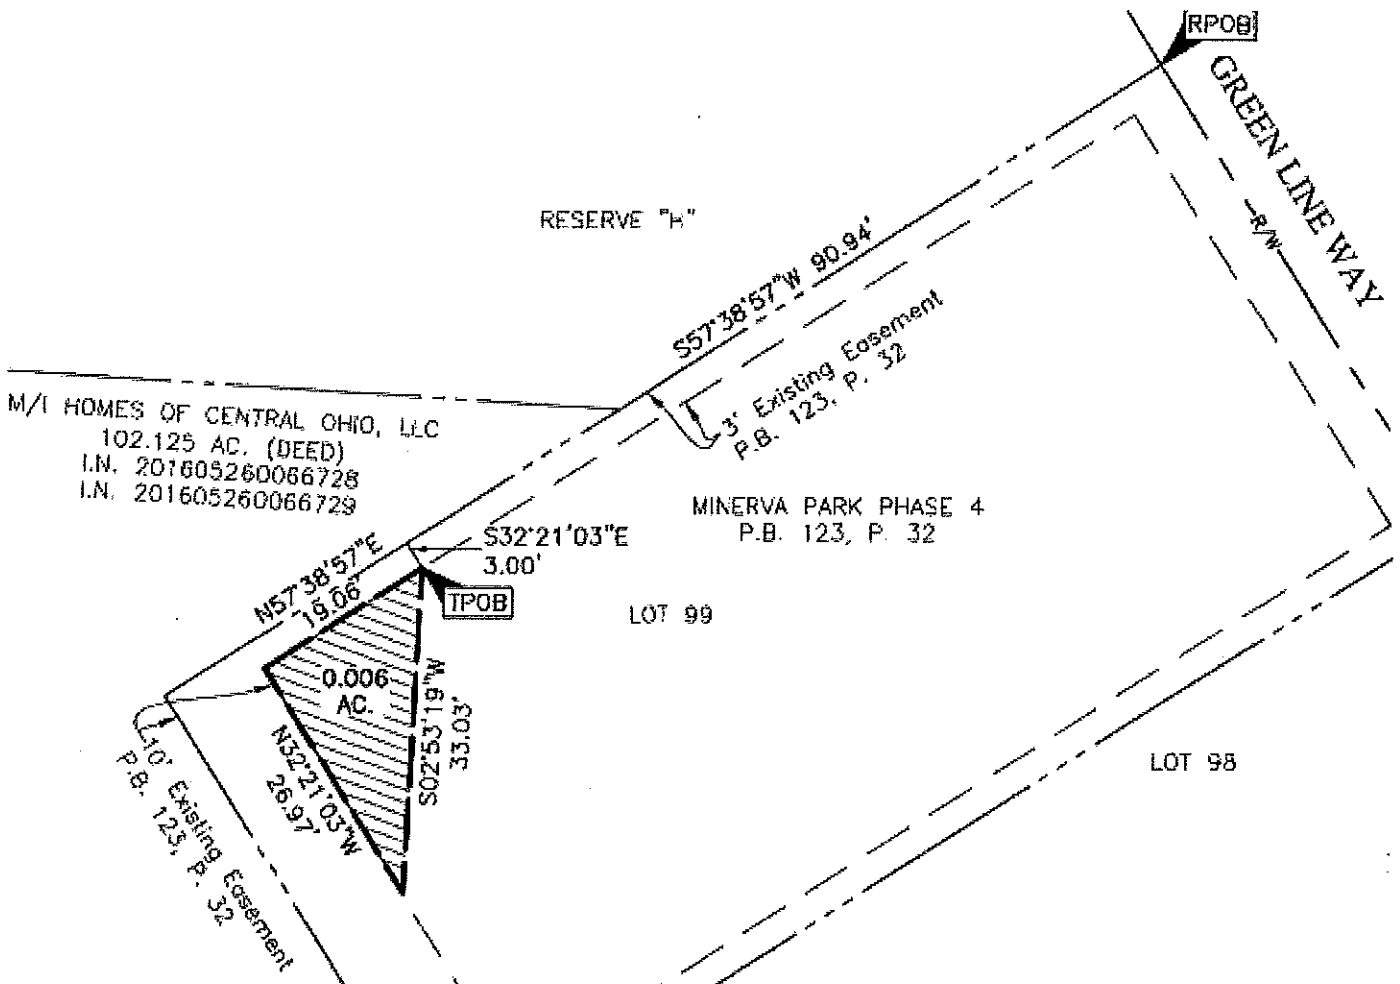 RPOB
GREEN LINE WAY
R/W
RESERVE "H"
S57°38'57"W 90.94'
3' Existing Easement
P.B. 123, P. 32
M/I HOMES OF CENTRAL OHIO, LLC
102.125 AC. (DEED)
I.N. 201605260066728
I.N. 201605260066729
MINERVA PARK PHASE 4
P.B. 123, P. 32
S32°21'03"E
3.00'
N57°38'57"E
19.06'
TPOB
LOT 99
0.006
AC.
S02°53'19"W
33.03'
N32°21'03"W
26.97'
10' Existing Easement
P.B. 123, P. 32
LOT 98